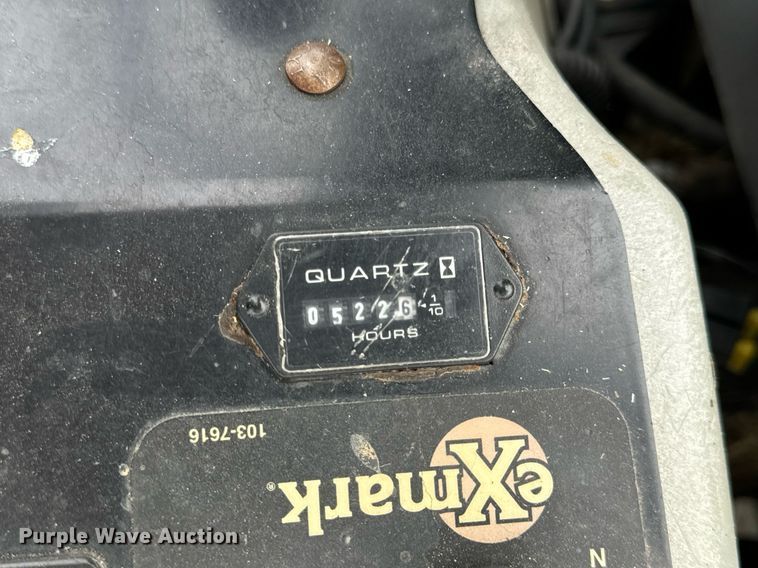 QUARTZ
05226 1/10
HOURS
103-7616
eXmark®
N
Purple Wave Auction